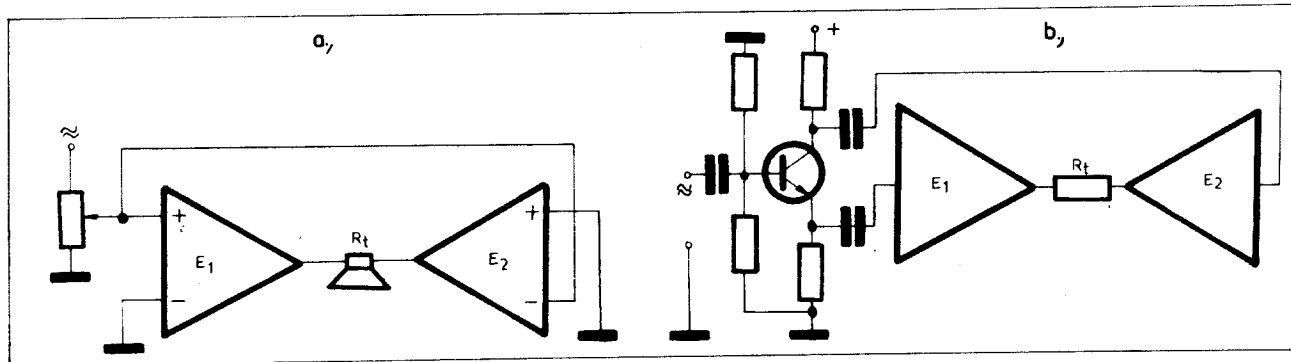 a,
b,
+
≈
+
−
E1
Rt
E2
+
−
≈
E1
Rt
E2